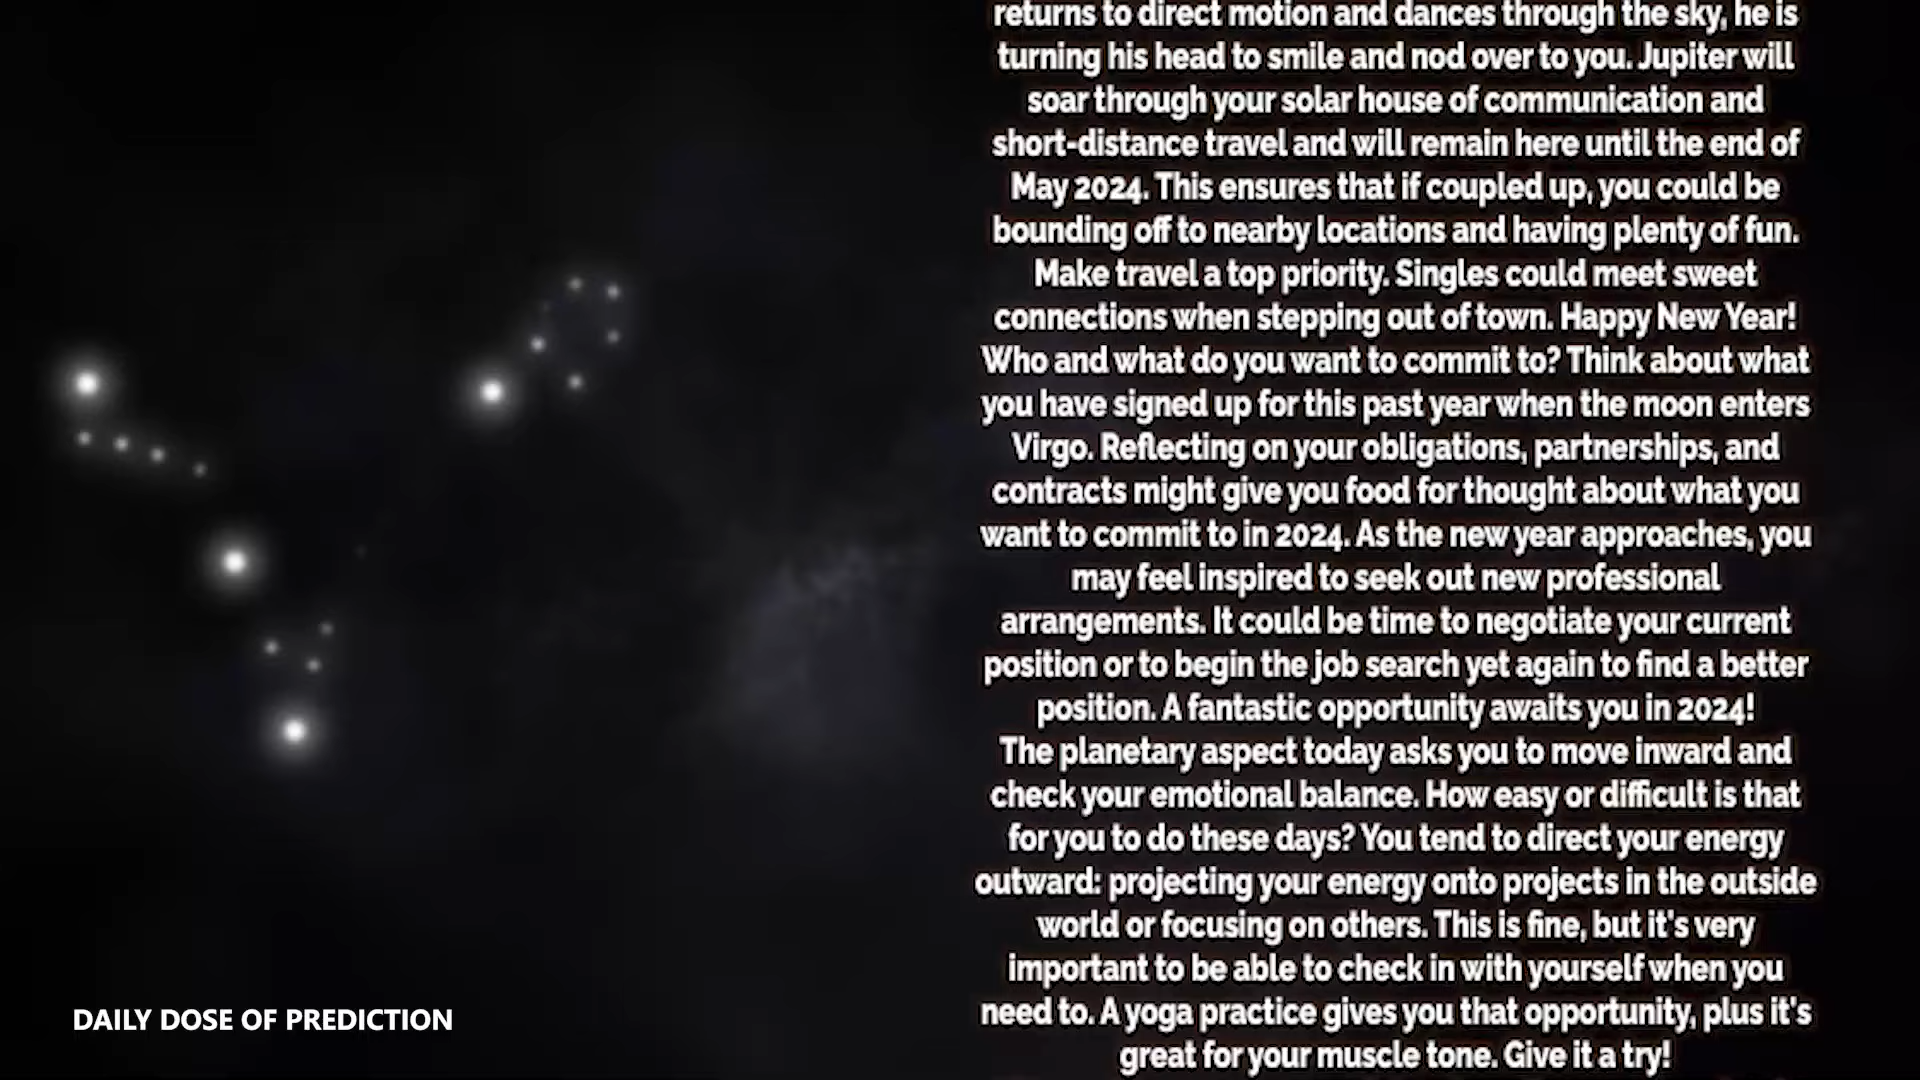 returns to direct motion and dances through the sky, he is
turning his head to smile and nod over to you. Jupiter will
soar through your solar house of communication and
short-distance travel and will remain here until the end of
May 2024. This ensures that if coupled up, you could be
bounding off to nearby locations and having plenty of fun.
Make travel a top priority. Singles could meet sweet
connections when stepping out of town. Happy New Year!
Who and what do you want to commit to? Think about what
you have signed up for this past year when the moon enters
Virgo. Reflecting on your obligations, partnerships, and
contracts might give you food for thought about what you
want to commit to in 2024. As the new year approaches, you
may feel inspired to seek out new professional
arrangements. It could be time to negotiate your current
position or to begin the job search yet again to find a better
position. A fantastic opportunity awaits you in 2024!
The planetary aspect today asks you to move inward and
check your emotional balance. How easy or difficult is that
for you to do these days? You tend to direct your energy
outward: projecting your energy onto projects in the outside
world or focusing on others. This is fine, but it's very
important to be able to check in with yourself when you
need to. A yoga practice gives you that opportunity, plus it's
great for your muscle tone. Give it a try!
DAILY DOSE OF PREDICTION